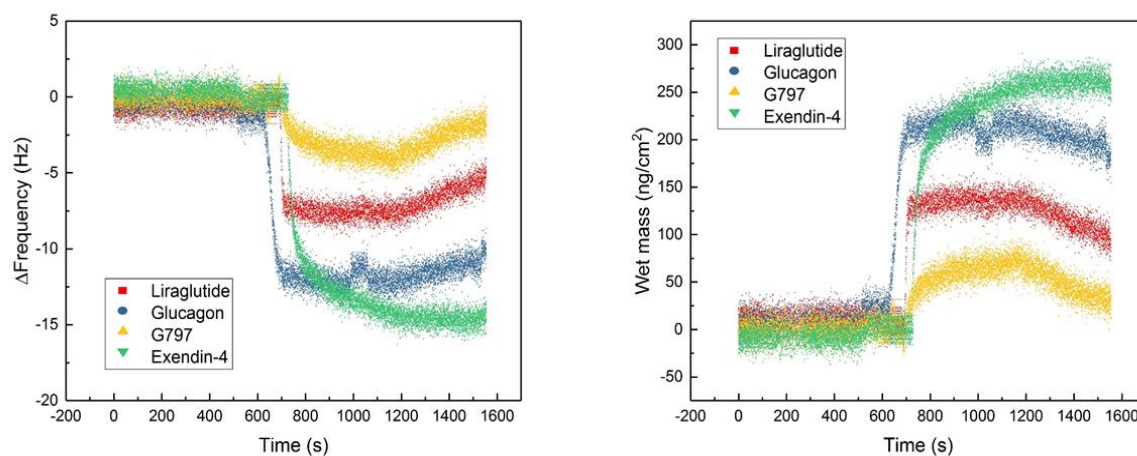 5
0
-5
-10
-15
-20
ΔFrequency (Hz)
Liraglutide
Glucagon
G797
Exendin-4
-200 0 200 400 600 800 1000 1200 1400 1600
Time (s)
300
250
200
150
100
50
0
-50
Wet mass (ng/cm²)
Liraglutide
Glucagon
G797
Exendin-4
-200 0 200 400 600 800 1000 1200 1400 1600
Time (s)